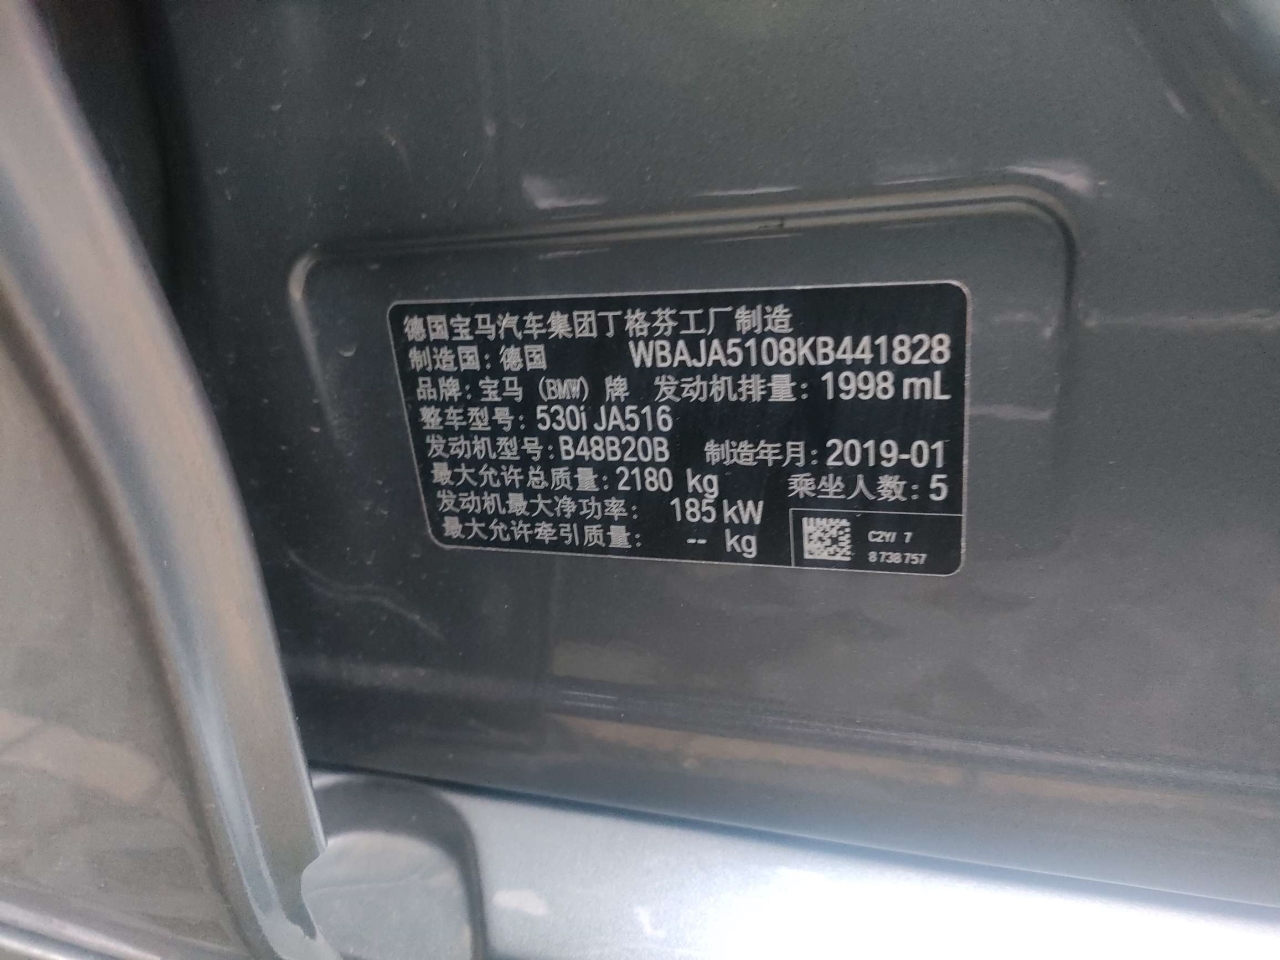 德国宝马汽车集团丁格芬工厂制造
制造国: 德国 WBAJA5108KB441828
品牌: 宝马 (BMW) 牌 发动机排量: 1998 mL
整车型号: 530i JA516
发动机型号: B48B20B 制造年月: 2019-01
最大允许总质量: 2180 kg 乘坐人数: 5
发动机最大净功率: 185 kW
最大允许牵引质量: -- kg
C2Y/ 7
8 738 757